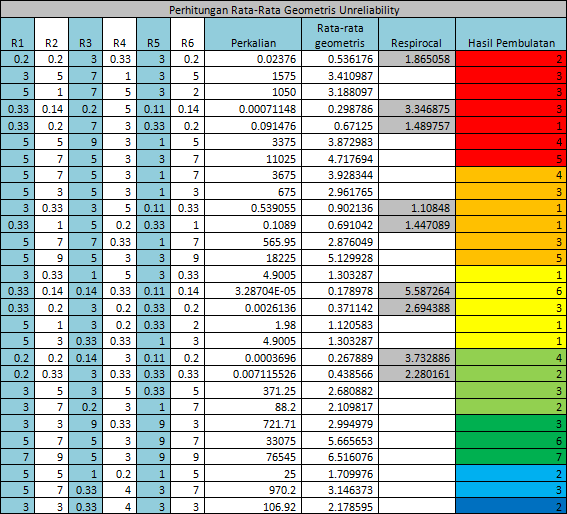 Perhitungan Rata-Rata Geometris Unreliability
R1 R2 R3 R4 R5 R6 Perkalian Rata-rata geometris Respirocal Hasil Pembulatan
0.2 0.2 3 0.33 3 0.2 0.02376 0.536176 1.865058 2
3 5 7 1 3 5 1575 3.410987 3
5 1 7 5 3 2 1050 3.188097 3
0.33 0.14 0.2 5 0.11 0.14 0.00071148 0.298786 3.346875 3
0.33 0.2 7 3 0.33 0.2 0.091476 0.67125 1.489757 1
5 5 9 3 1 5 3375 3.872983 4
5 7 5 3 3 7 11025 4.717694 5
5 7 5 3 1 7 3675 3.928344 4
5 3 5 3 1 3 675 2.961765 3
3 0.33 3 5 0.11 0.33 0.539055 0.902136 1.10848 1
0.33 1 5 0.2 0.33 1 0.1089 0.691042 1.447089 1
5 7 7 0.33 1 7 565.95 2.876049 3
5 9 5 3 3 9 18225 5.129928 5
3 0.33 1 5 3 0.33 4.9005 1.303287 1
0.33 0.14 0.14 0.33 0.11 0.14 3.28704E-05 0.178978 5.587264 6
0.33 0.2 3 0.2 0.33 0.2 0.0026136 0.371142 2.694388 3
5 1 3 0.2 0.33 2 1.98 1.120583 1
5 3 0.33 0.33 1 3 4.9005 1.303287 1
0.2 0.2 0.14 3 0.11 0.2 0.0003696 0.267889 3.732886 4
0.2 0.33 3 0.33 0.33 0.33 0.007115526 0.438566 2.280161 2
3 5 3 5 0.33 5 371.25 2.680882 3
3 7 0.2 3 1 7 88.2 2.109817 2
3 3 9 0.33 9 3 721.71 2.994979 3
5 7 5 3 9 7 33075 5.665653 6
7 9 5 3 9 9 76545 6.516076 7
5 5 1 0.2 1 5 25 1.709976 2
5 7 0.33 4 3 7 970.2 3.146373 3
3 3 0.33 4 3 3 106.92 2.178595 2